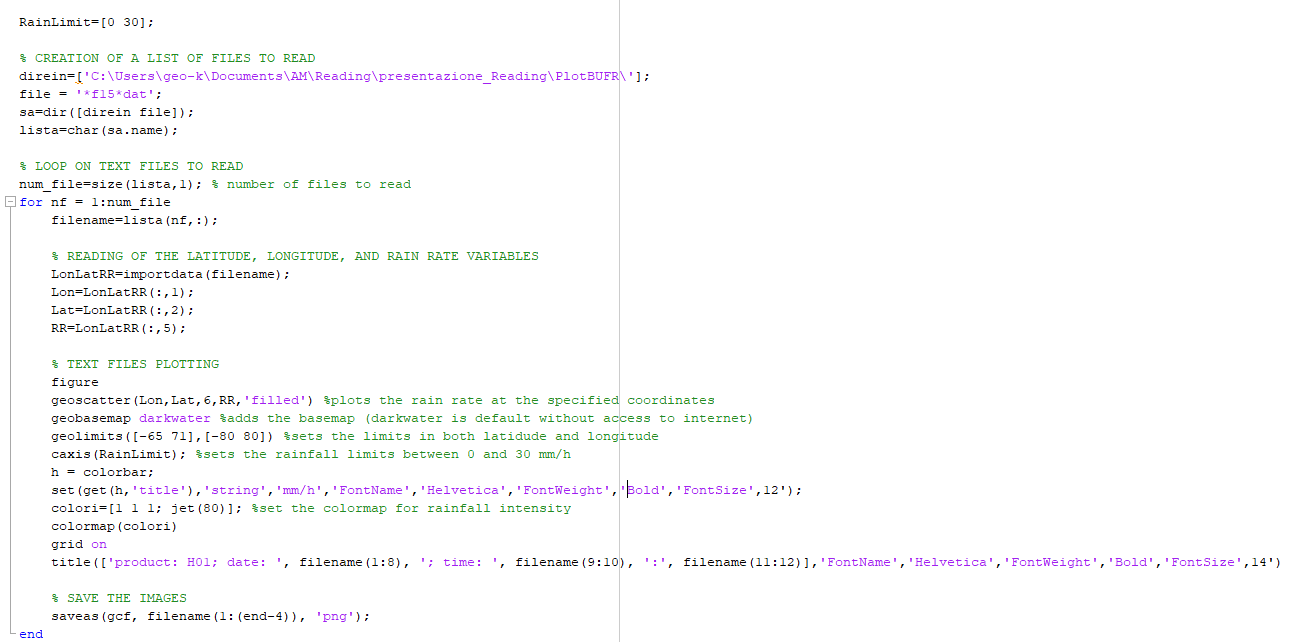 RainLimit=[0 30];
% CREATION OF A LIST OF FILES TO READ
direin=['C:\Users\geo-k\Documents\AM\Reading\presentazione_Reading\PlotBUFR\'];
file = '*f15*dat';
sa=dir([direin file]);
lista=char(sa.name);
% LOOP ON TEXT FILES TO READ
num_file=size(lista,1); % number of files to read
for nf = 1:num_file
filename=lista(nf,:);
% READING OF THE LATITUDE, LONGITUDE, AND RAIN RATE VARIABLES
LonLatRR=importdata(filename);
Lon=LonLatRR(:,1);
Lat=LonLatRR(:,2);
RR=LonLatRR(:,5);
% TEXT FILES PLOTTING
figure
geoscatter(Lon,Lat,6,RR,'filled') %plots the rain rate at the specified coordinates
geobasemap darkwater %adds the basemap (darkwater is default without access to internet)
geolimits([-65 71],[-80 80]) %sets the limits in both latidude and longitude
caxis(RainLimit); %sets the rainfall limits between 0 and 30 mm/h
h = colorbar;
set(get(h,'title'),'string','mm/h','FontName','Helvetica','FontWeight','Bold','FontSize',12');
colori=[1 1 1; jet(80)]; %set the colormap for rainfall intensity
colormap(colori)
grid on
title(['product: H01; date: ', filename(1:8), '; time: ', filename(9:10), ':', filename(11:12)],'FontName','Helvetica','FontWeight','Bold','FontSize',14')
% SAVE THE IMAGES
saveas(gcf, filename(1:(end-4)), 'png');
end